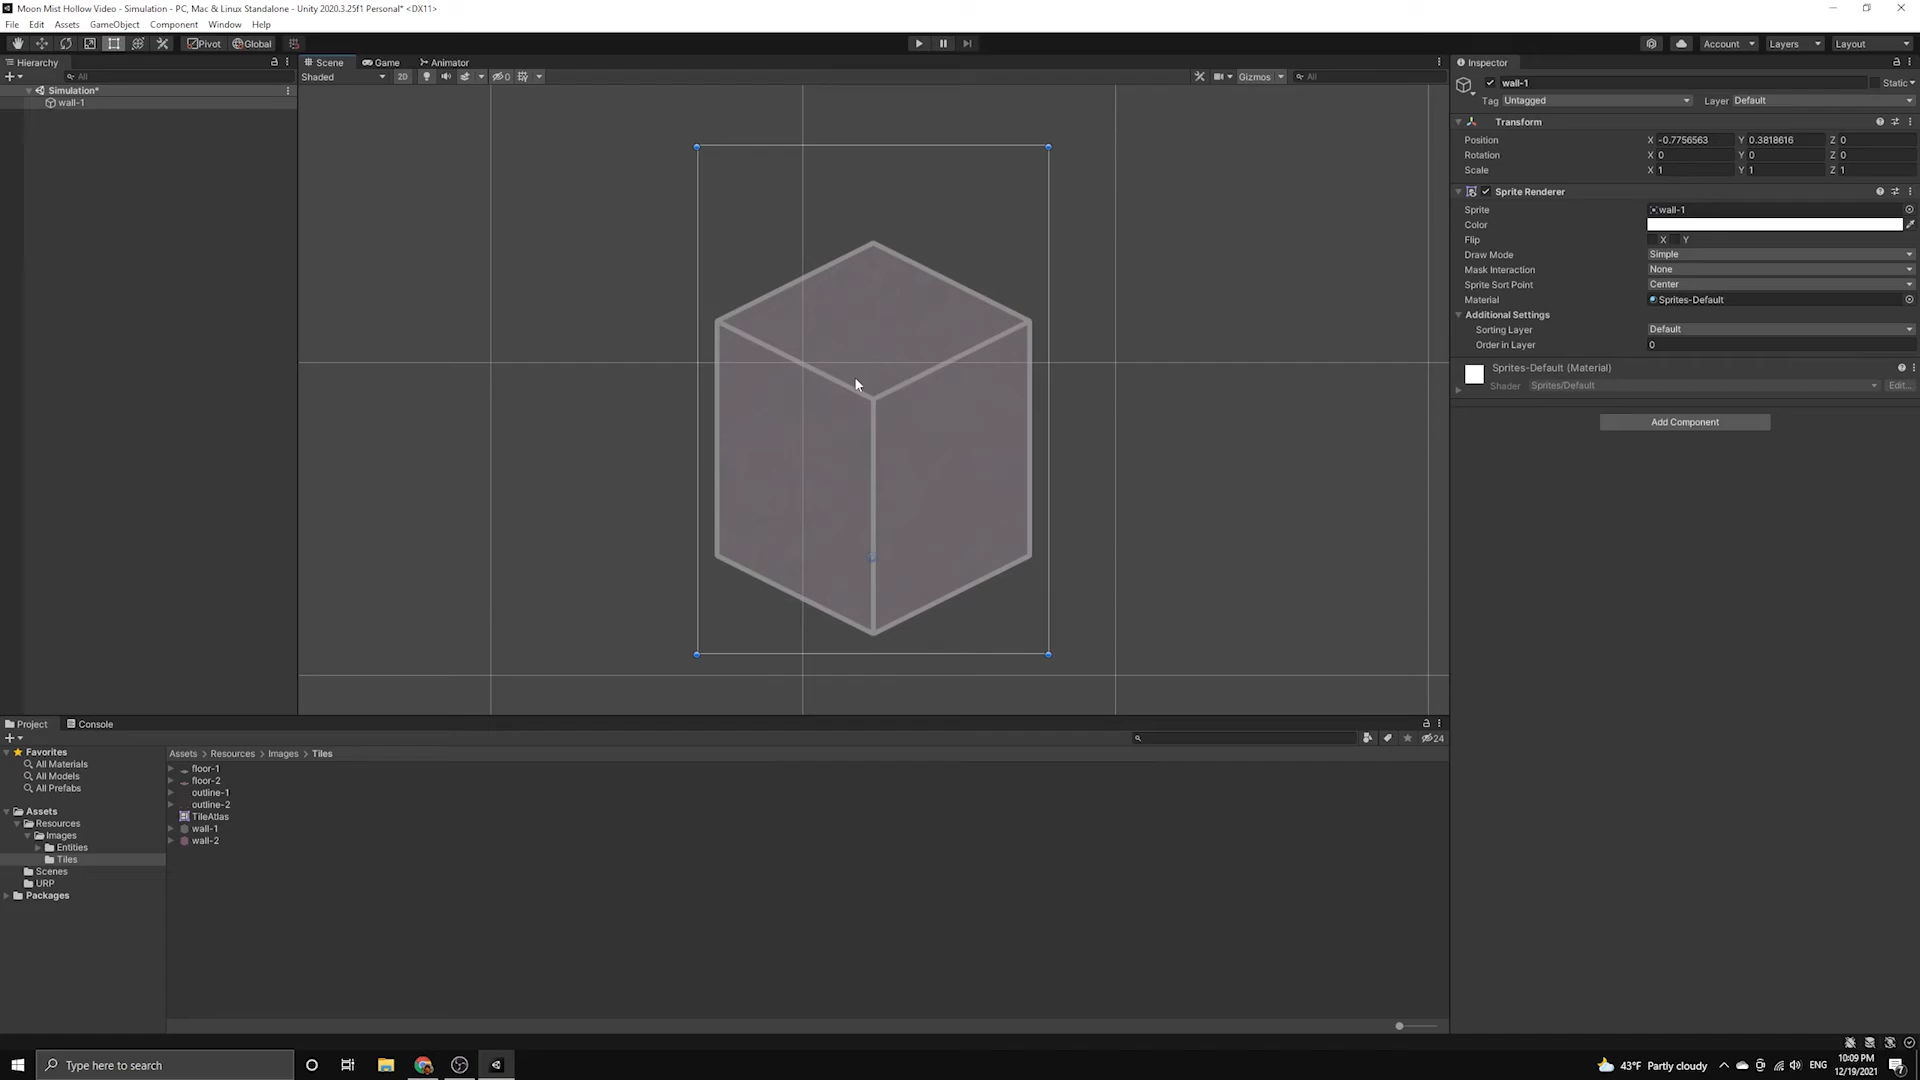 Moon Mist Hollow Video - Simulation - PC, Mac & Linux Standalone - Unity 2020.3.25f1 Personal* <DX11>
File Edit Assets GameObject Component Window Help
Pivot Global Account Layers Layout
Hierarchy Scene Game Animator Inspector
All Shaded 2D 0 Gizmos All
Simulation*
wall-1
wall-1 Static
Tag Untagged Layer Default
Transform
Position X -0.7756563 Y 0.3818616 Z 0
Rotation X 0 Y 0 Z 0
Scale X 1 Y 1 Z 1
Sprite Renderer
Sprite wall-1
Color
Flip X Y
Draw Mode Simple
Mask Interaction None
Sprite Sort Point Center
Material Sprites-Default
Additional Settings
Sorting Layer Default
Order in Layer 0
Sprites-Default (Material)
Shader Sprites/Default Edit...
Add Component
Project Console
24
Favorites
All Materials
All Models
All Prefabs
Assets
Resources
Images
Entities
Tiles
Scenes
URP
Packages
Assets > Resources > Images > Tiles
floor-1
floor-2
outline-1
outline-2
TileAtlas
wall-1
wall-2
Type here to search
43°F Partly cloudy ENG 10:09 PM
12/19/2021
7